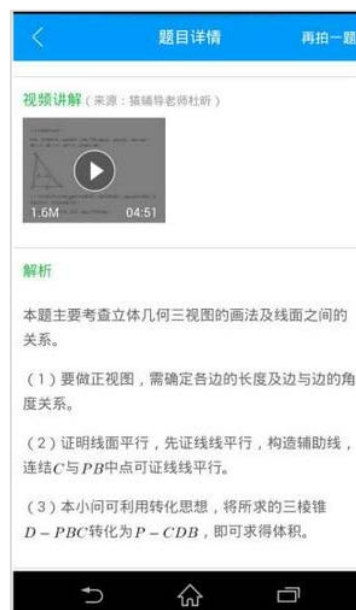 题目详情
再拍一题
视频讲解（来源：猿辅导老师杜昕）
1.6M
04:51
解析
本题主要考查立体几何三视图的画法及线面之间的
关系。
（1）要做正视图，需确定各边的长度及边与边的角
度关系。
（2）证明线面平行，先证线线平行，构造辅助线，
连结C与PB中点可证线线平行。
（3）本小问可利用转化思想，将所求的三棱锥
D－PBC转化为P－CDB，即可求得体积。